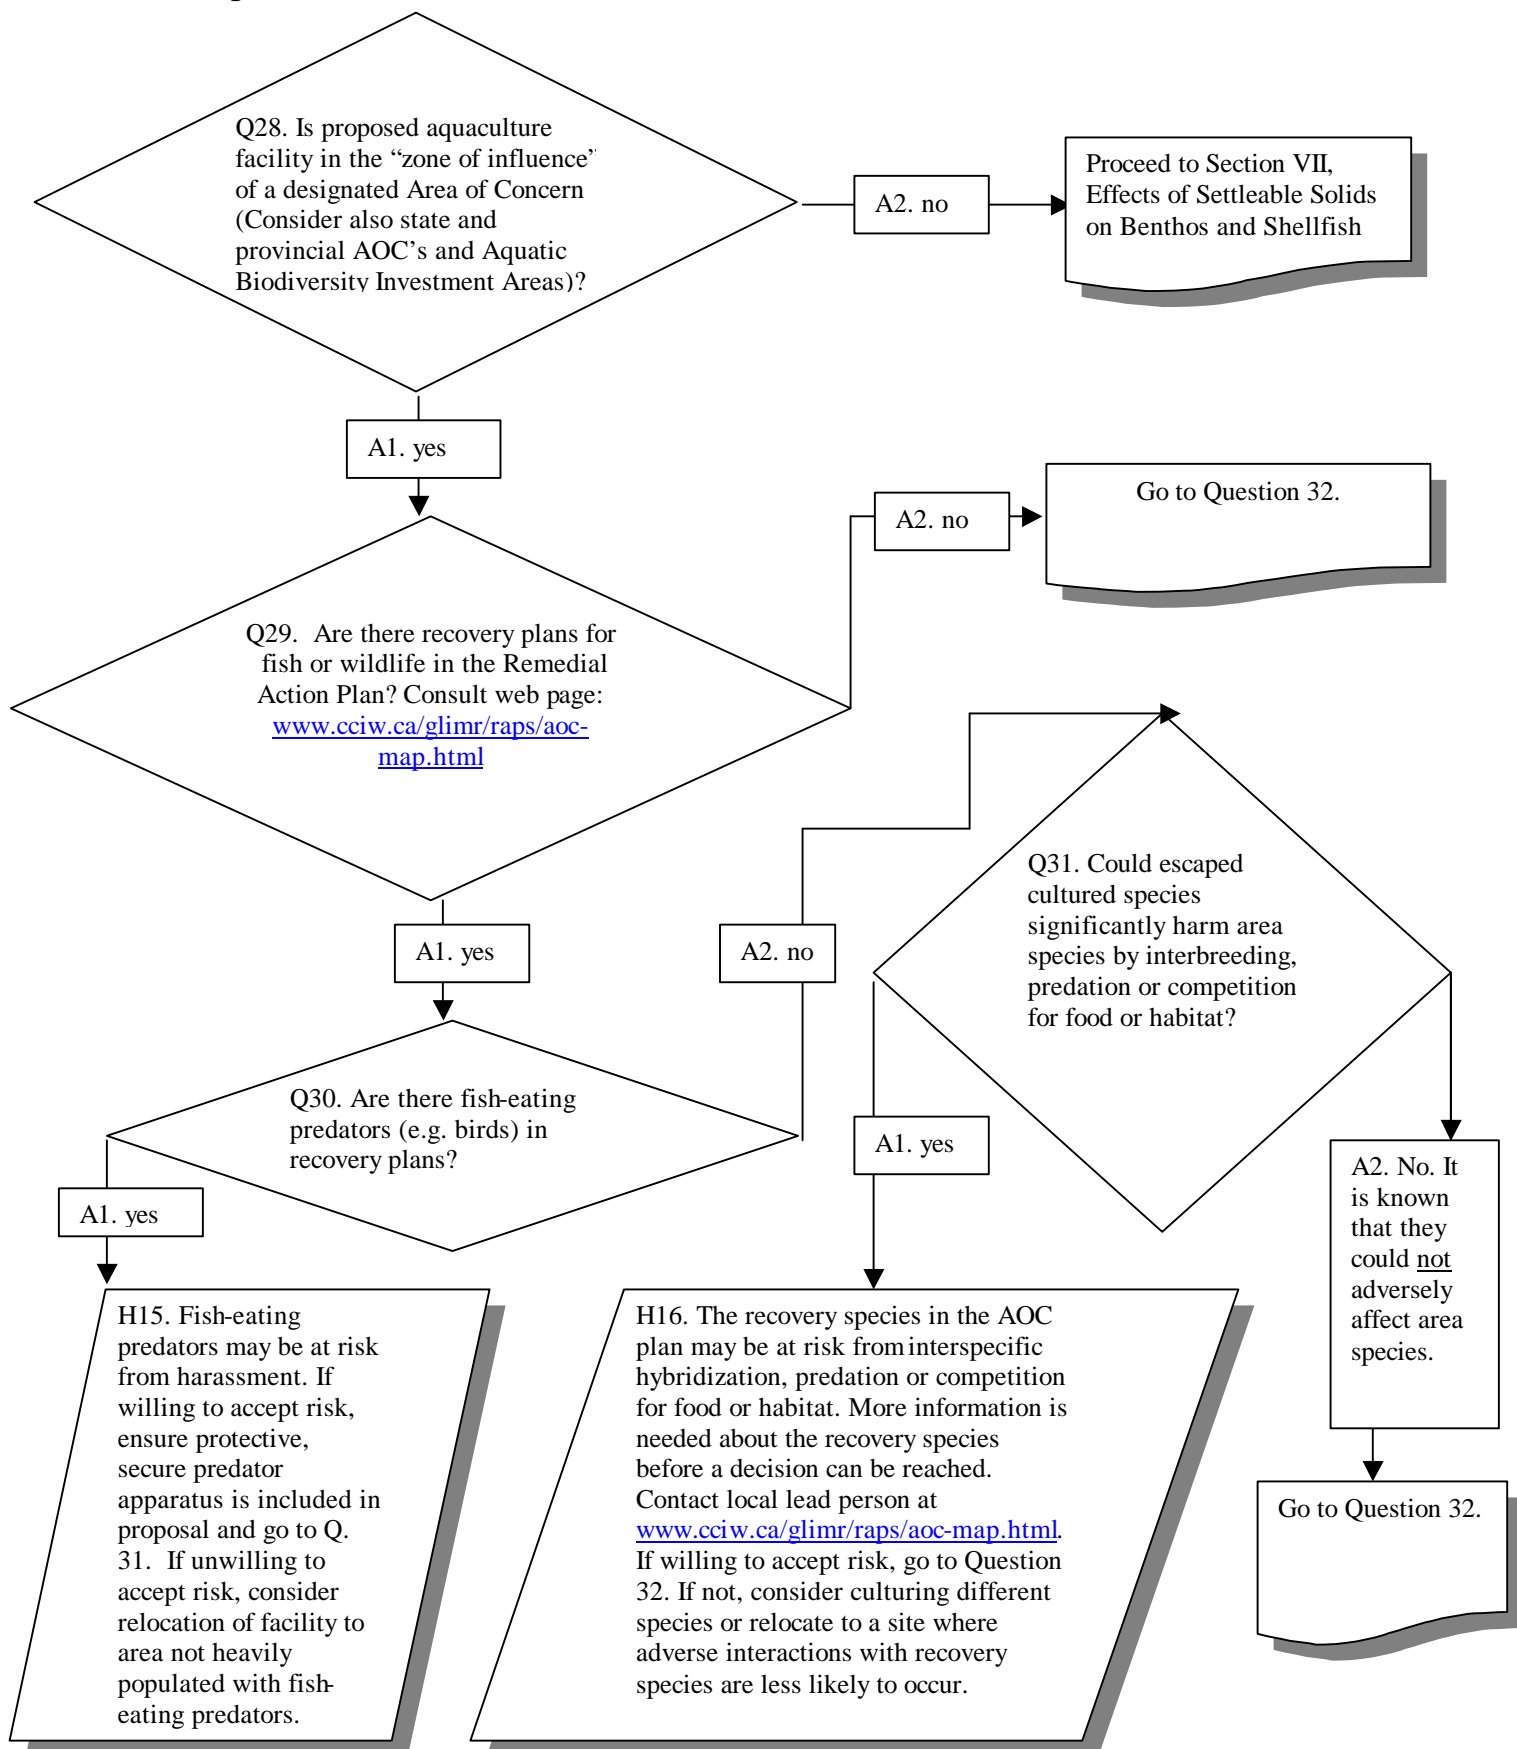 Q28. Is proposed aquaculture
facility in the “zone of influence”
of a designated Area of Concern
(Consider also state and
provincial AOC’s and Aquatic
Biodiversity Investment Areas)?
A2. no
Proceed to Section VII,
Effects of Settleable Solids
on Benthos and Shellfish
A1. yes
A2. no
Go to Question 32.
Q29. Are there recovery plans for
fish or wildlife in the Remedial
Action Plan? Consult web page:
www.cciw.ca/glimr/raps/aoc-
map.html
A1. yes
A2. no
Q31. Could escaped
cultured species
significantly harm area
species by interbreeding,
predation or competition
for food or habitat?
Q30. Are there fish-eating
predators (e.g. birds) in
recovery plans?
A1. yes
A1. yes
A2. No. It
is known
that they
could not
adversely
affect area
species.
H15. Fish-eating
predators may be at risk
from harassment. If
willing to accept risk,
ensure protective,
secure predator
apparatus is included in
proposal and go to Q.
31. If unwilling to
accept risk, consider
relocation of facility to
area not heavily
populated with fish-
eating predators.
H16. The recovery species in the AOC
plan may be at risk from interspecific
hybridization, predation or competition
for food or habitat. More information is
needed about the recovery species
before a decision can be reached.
Contact local lead person at
www.cciw.ca/glimr/raps/aoc-map.html.
If willing to accept risk, go to Question
32. If not, consider culturing different
species or relocate to a site where
adverse interactions with recovery
species are less likely to occur.
Go to Question 32.